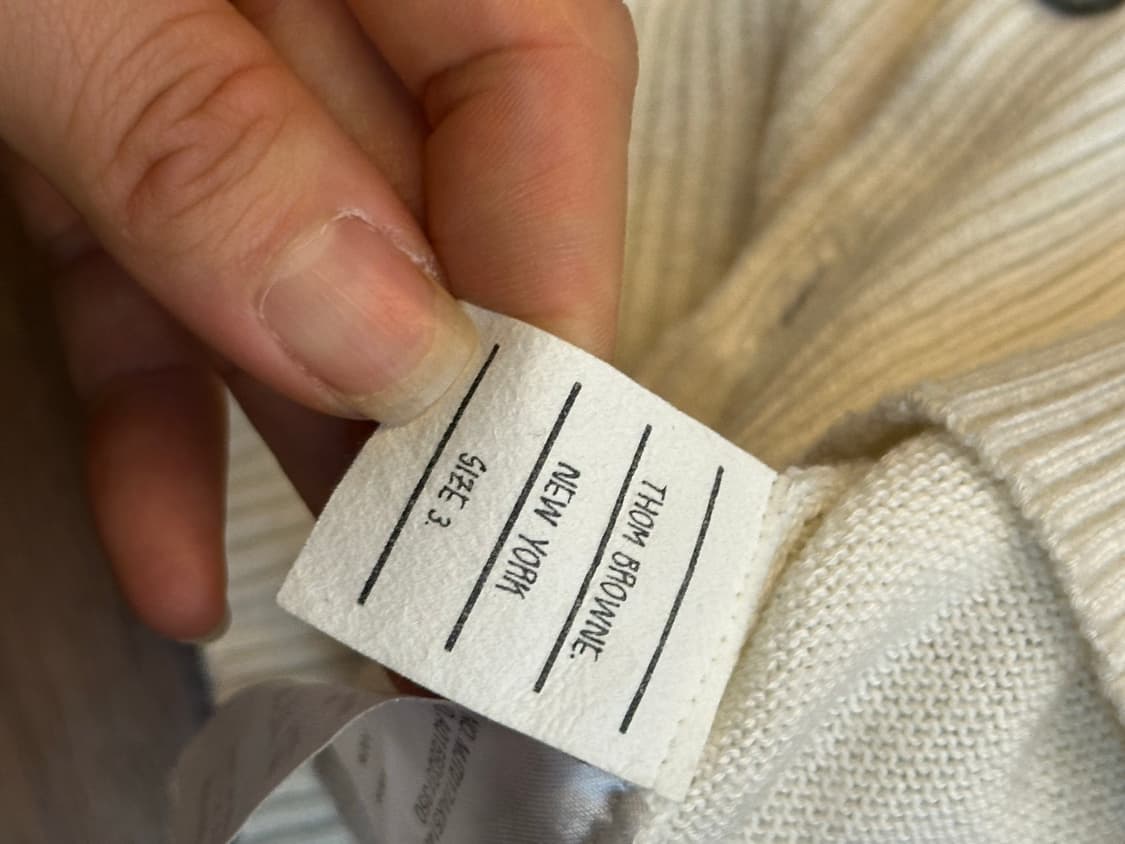 THOM BROWNE.
NEW YORK
SIZE 3.